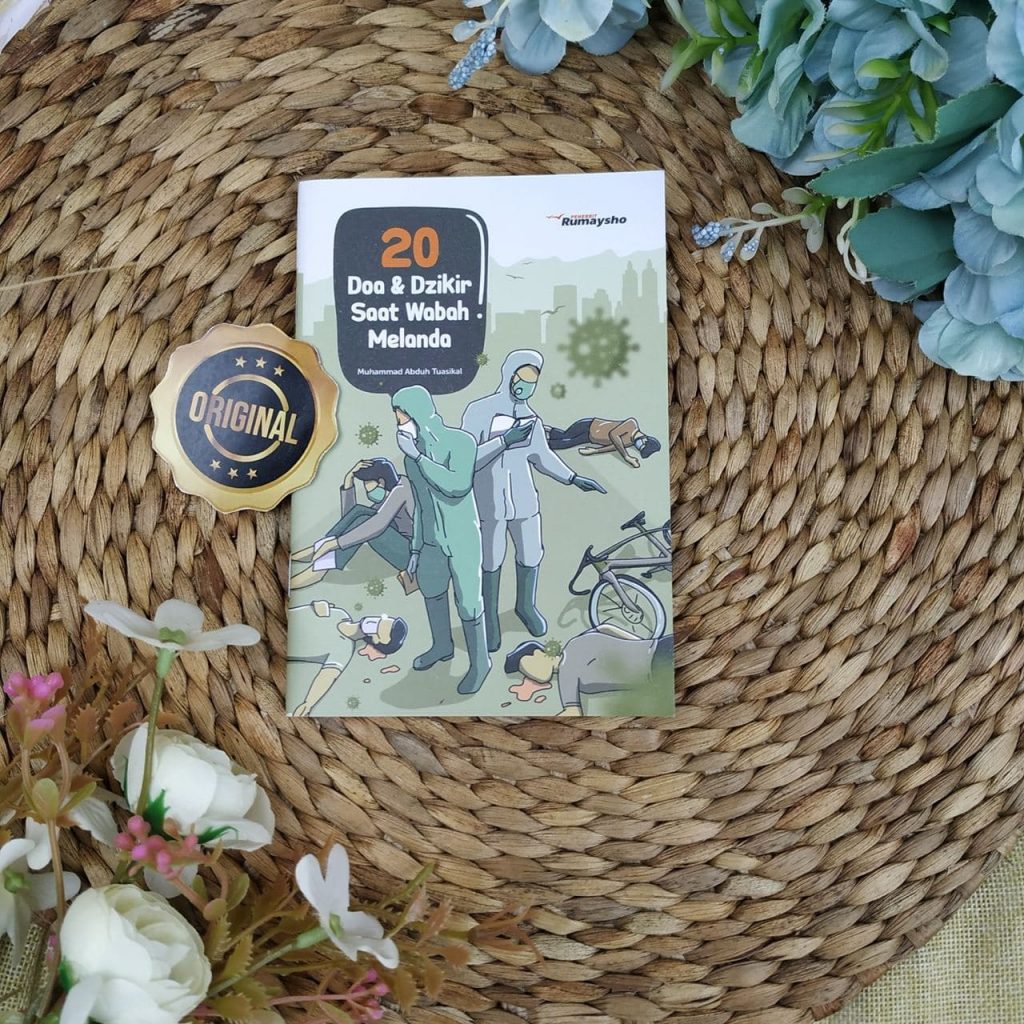 PENERBIT
Rumaysho
20
Doa & Dzikir
Saat Wabah
Melanda
Muhammad Abduh Tuasikal
ORIGINAL